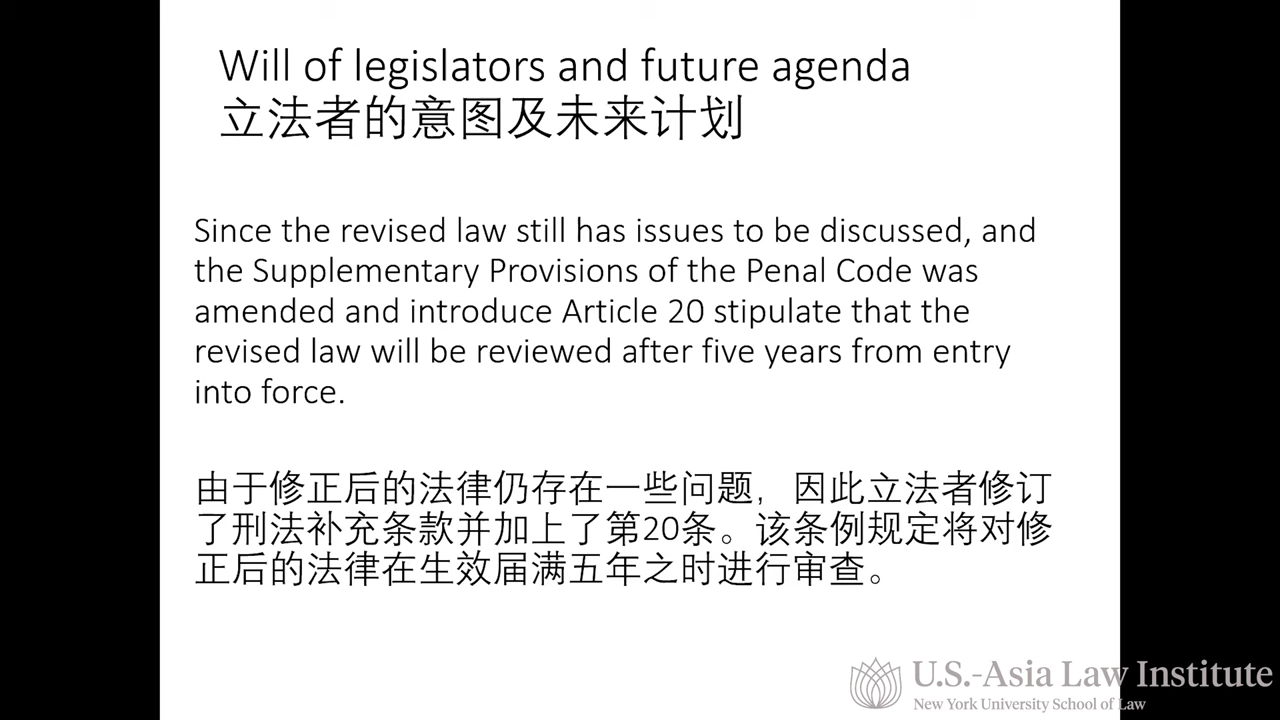 Will of legislators and future agenda
立法者的意图及未来计划
Since the revised law still has issues to be discussed, and
the Supplementary Provisions of the Penal Code was
amended and introduce Article 20 stipulate that the
revised law will be reviewed after five years from entry
into force.
由于修正后的法律仍存在一些问题，因此立法者修订
了刑法补充条款并加上了第20条。该条例规定将对修
正后的法律在生效届满五年之时进行审查。
U.S.-Asia Law Institute
New York University School of Law